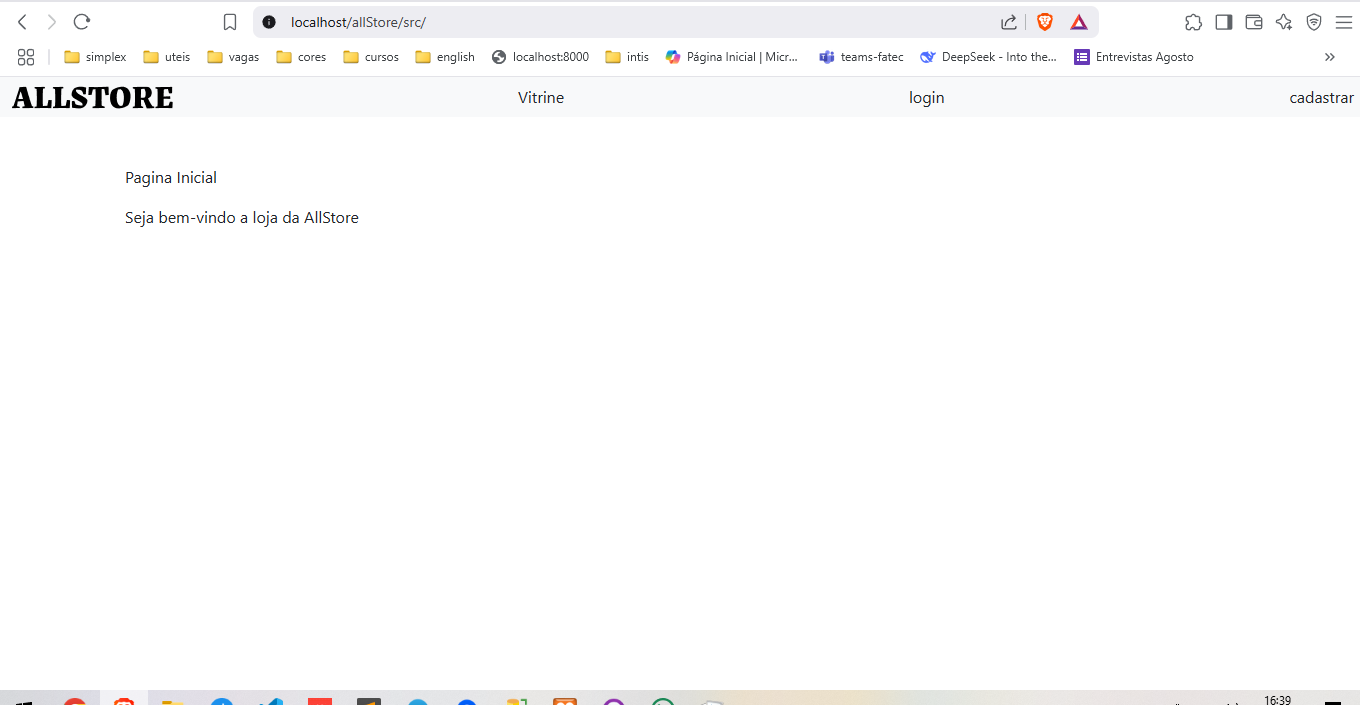 localhost/allStore/src/
simplex uteis vagas cores cursos english localhost:8000 intis Página Inicial | Micr... teams-fatec DeepSeek - Into the... Entrevistas Agosto »
ALLSTORE Vitrine login cadastrar
Pagina Inicial
Seja bem-vindo a loja da AllStore
16:39